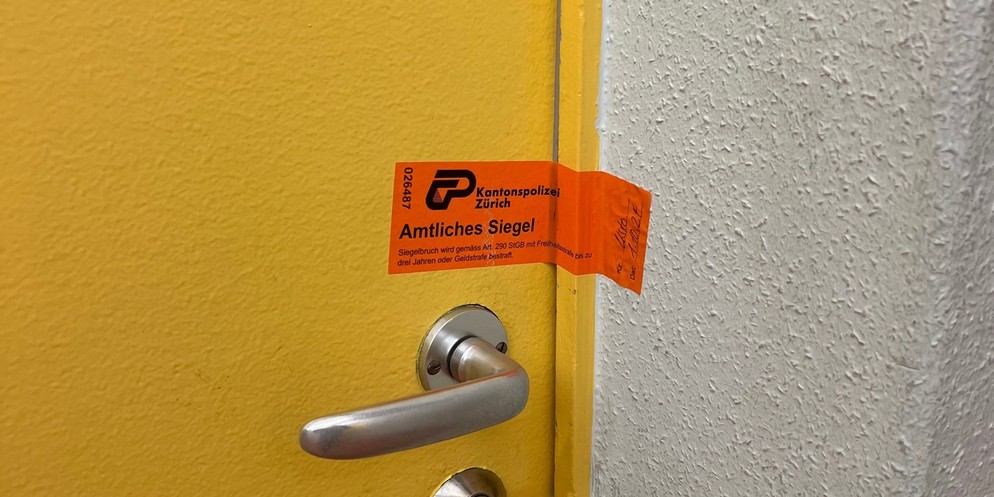 026487
Kantonspolizei
Zürich
Amtliches Siegel
Siegelbruch wird gemäss Art. 290 StGB mit Freiheitsstrafe bis zu
drei Jahren oder Geldstrafe bestraft.